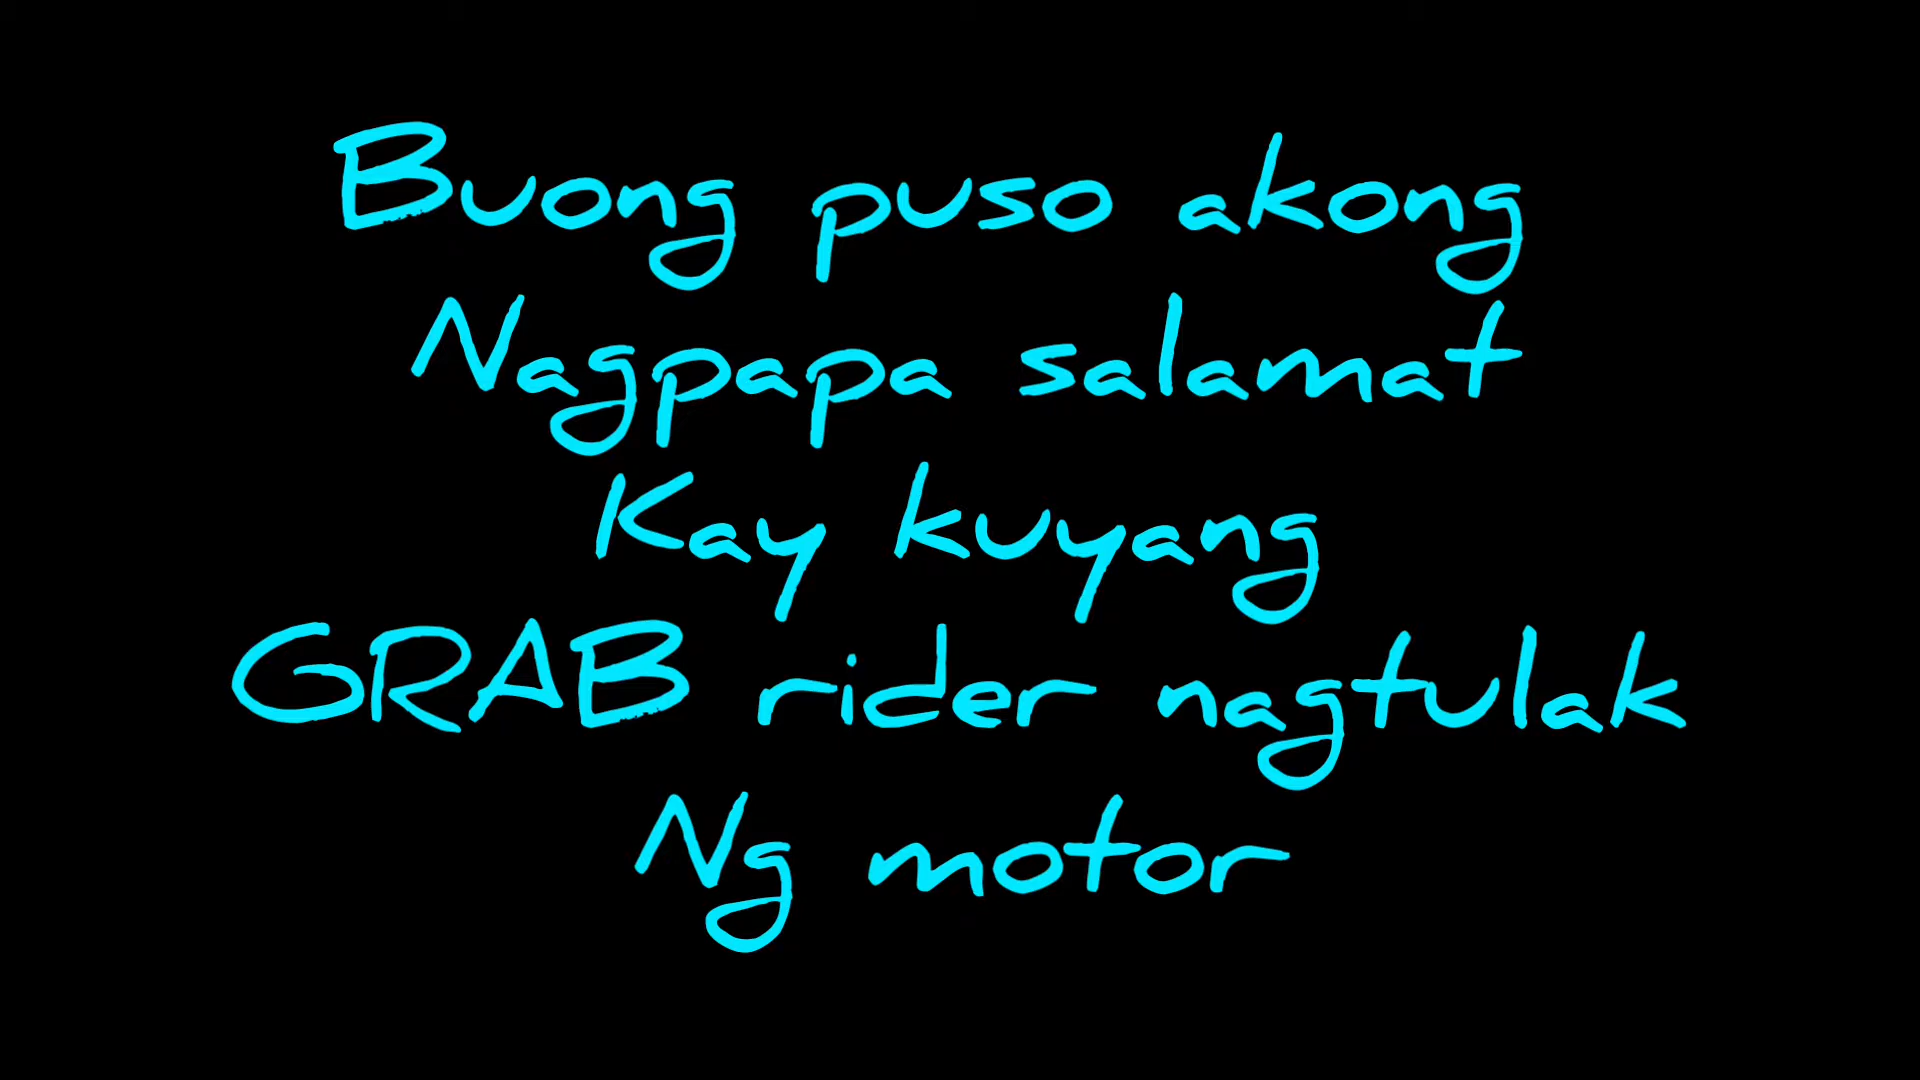 Buong puso akong
Nagpapa salamat
Kay kuyang
GRAB rider nagtulak
Ng motor